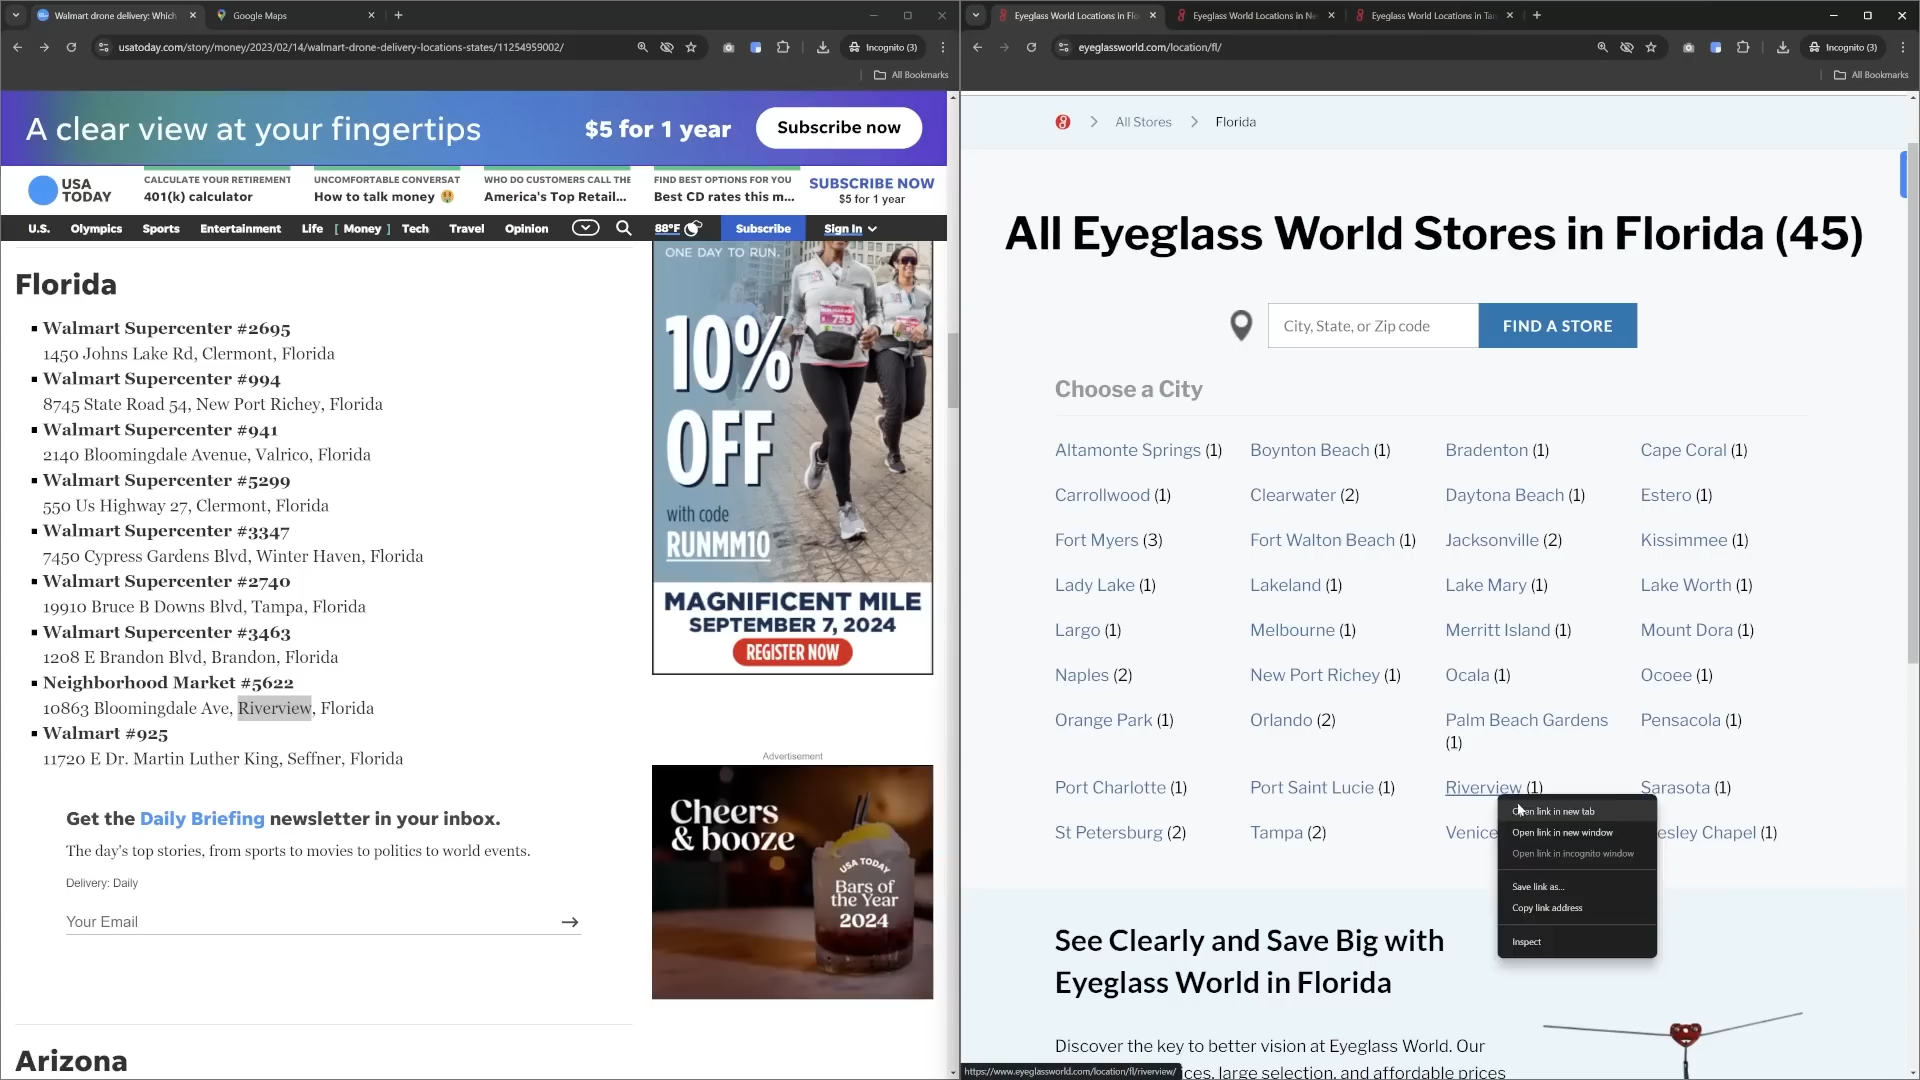 Walmart drone delivery: Which
Google Maps
usatoday.com/story/money/2023/02/14/walmart-drone-delivery-locations-states/11254959002/
Incognito (3)
All Bookmarks
A clear view at your fingertips
$5 for 1 year
Subscribe now
USA
TODAY
CALCULATE YOUR RETIREMENT
401(k) calculator
UNCOMFORTABLE CONVERSAT
How to talk money
WHO DO CUSTOMERS CALL THE
America's Top Retail...
FIND BEST OPTIONS FOR YOU
Best CD rates this m...
SUBSCRIBE NOW
$5 for 1 year
U.S.
Olympics
Sports
Entertainment
Life
[ Money ]
Tech
Travel
Opinion
88°F
Subscribe
Sign In
Florida
Walmart Supercenter #2695
1450 Johns Lake Rd, Clermont, Florida
Walmart Supercenter #994
8745 State Road 54, New Port Richey, Florida
Walmart Supercenter #941
2140 Bloomingdale Avenue, Valrico, Florida
Walmart Supercenter #5299
550 Us Highway 27, Clermont, Florida
Walmart Supercenter #3347
7450 Cypress Gardens Blvd, Winter Haven, Florida
Walmart Supercenter #2740
19910 Bruce B Downs Blvd, Tampa, Florida
Walmart Supercenter #3463
1208 E Brandon Blvd, Brandon, Florida
Neighborhood Market #5622
10863 Bloomingdale Ave, Riverview, Florida
Walmart #925
11720 E Dr. Martin Luther King, Seffner, Florida
Get the Daily Briefing newsletter in your inbox.
The day's top stories, from sports to movies to politics to world events.
Delivery: Daily
Your Email
Arizona
ONE DAY TO RUN.
753
10%
OFF
with code
RUNMM10
MAGNIFICENT MILE
SEPTEMBER 7, 2024
REGISTER NOW
Advertisement
Cheers
& booze
USA TODAY
Bars of
the Year
2024
Eyeglass World Locations in Flo
Eyeglass World Locations in Ne
Eyeglass World Locations in Tam
eyeglassworld.com/location/fl/
Incognito (3)
All Bookmarks
All Stores
Florida
All Eyeglass World Stores in Florida (45)
City, State, or Zip code
FIND A STORE
Choose a City
Altamonte Springs (1)
Boynton Beach (1)
Bradenton (1)
Cape Coral (1)
Carrollwood (1)
Clearwater (2)
Daytona Beach (1)
Estero (1)
Fort Myers (3)
Fort Walton Beach (1)
Jacksonville (2)
Kissimmee (1)
Lady Lake (1)
Lakeland (1)
Lake Mary (1)
Lake Worth (1)
Largo (1)
Melbourne (1)
Merritt Island (1)
Mount Dora (1)
Naples (2)
New Port Richey (1)
Ocala (1)
Ocoee (1)
Orange Park (1)
Orlando (2)
Palm Beach Gardens
(1)
Pensacola (1)
Port Charlotte (1)
Port Saint Lucie (1)
Riverview (1)
Sarasota (1)
St Petersburg (2)
Tampa (2)
Venice
esley Chapel (1)
en link in new tab
Open link in new window
Open link in incognito window
Save link as...
Copy link address
Inspect
See Clearly and Save Big with
Eyeglass World in Florida
Discover the key to better vision at Eyeglass World. Our
ices, large selection, and affordable prices
https://www.eyeglassworld.com/location/fl/riverview/